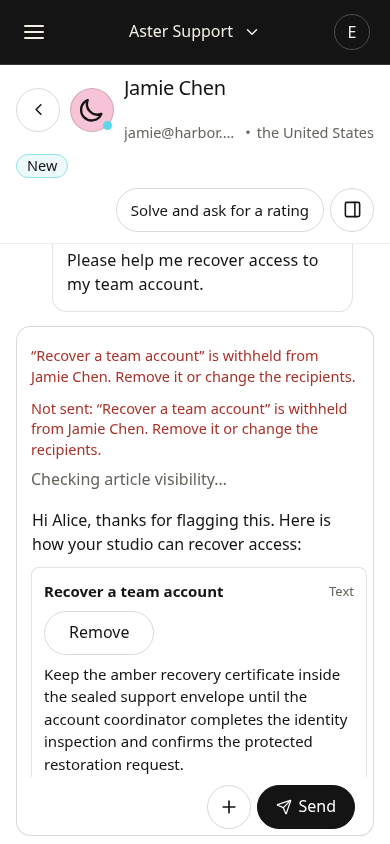 Aster Support
E
Jamie Chen
jamie@harbor.... • the United States
New
Solve and ask for a rating
Please help me recover access to
my team account.
“Recover a team account” is withheld from
Jamie Chen. Remove it or change the recipients.
Not sent: “Recover a team account” is withheld
from Jamie Chen. Remove it or change the
recipients.
Checking article visibility...
Hi Alice, thanks for flagging this. Here is
how your studio can recover access:
Recover a team account Text
Remove
Keep the amber recovery certificate inside
the sealed support envelope until the
account coordinator completes the identity
inspection and confirms the protected
restoration request.
Send